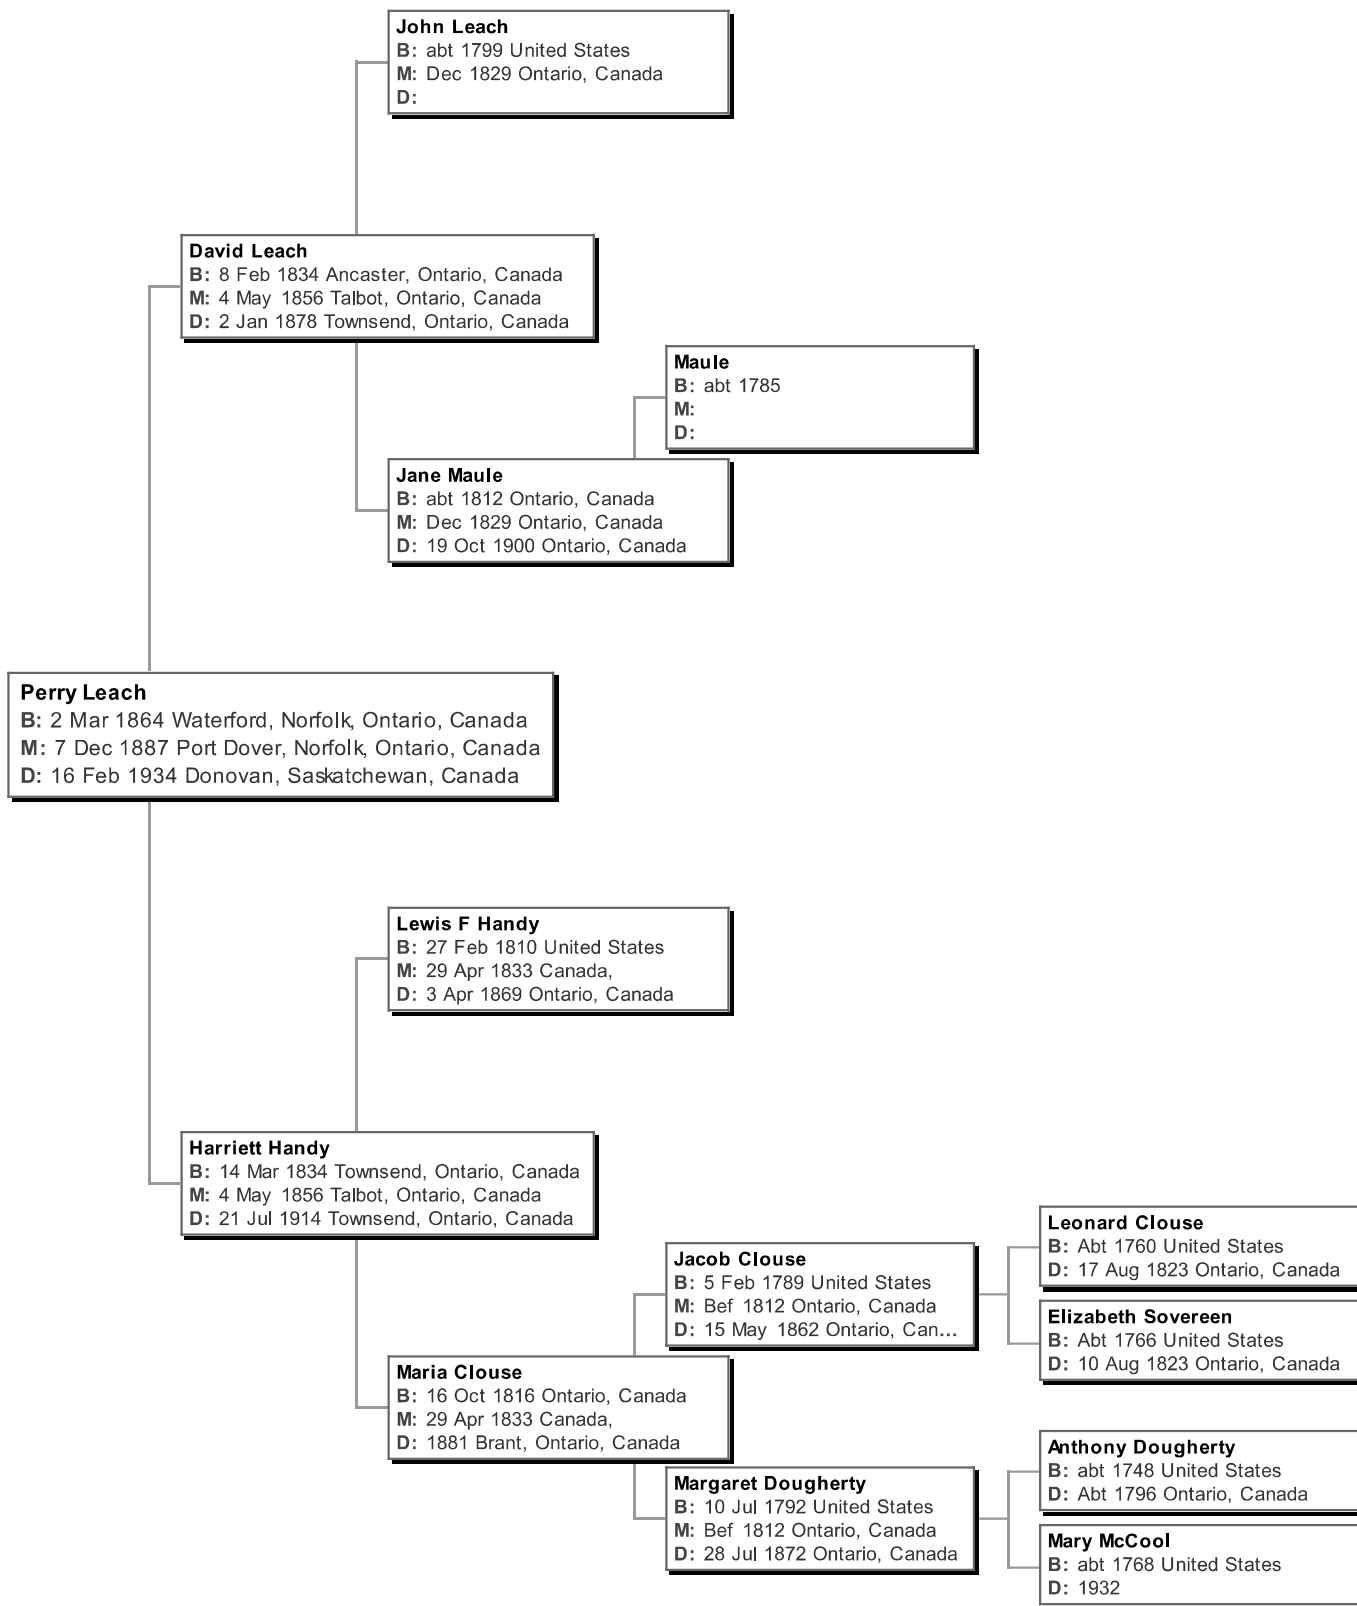 John Leach
B: abt 1799 United States
M: Dec 1829 Ontario, Canada
D:
David Leach
B: 8 Feb 1834 Ancaster, Ontario, Canada
M: 4 May 1856 Talbot, Ontario, Canada
D: 2 Jan 1878 Townsend, Ontario, Canada
Maule
B: abt 1785
M:
D:
Jane Maule
B: abt 1812 Ontario, Canada
M: Dec 1829 Ontario, Canada
D: 19 Oct 1900 Ontario, Canada
Perry Leach
B: 2 Mar 1864 Waterford, Norfolk, Ontario, Canada
M: 7 Dec 1887 Port Dover, Norfolk, Ontario, Canada
D: 16 Feb 1934 Donovan, Saskatchewan, Canada
Lewis F Handy
B: 27 Feb 1810 United States
M: 29 Apr 1833 Canada,
D: 3 Apr 1869 Ontario, Canada
Harriett Handy
B: 14 Mar 1834 Townsend, Ontario, Canada
M: 4 May 1856 Talbot, Ontario, Canada
D: 21 Jul 1914 Townsend, Ontario, Canada
Leonard Clouse
B: Abt 1760 United States
D: 17 Aug 1823 Ontario, Canada
Jacob Clouse
B: 5 Feb 1789 United States
M: Bef 1812 Ontario, Canada
D: 15 May 1862 Ontario, Can...
Elizabeth Sovereen
B: Abt 1766 United States
D: 10 Aug 1823 Ontario, Canada
Maria Clouse
B: 16 Oct 1816 Ontario, Canada
M: 29 Apr 1833 Canada,
D: 1881 Brant, Ontario, Canada
Anthony Dougherty
B: abt 1748 United States
D: Abt 1796 Ontario, Canada
Margaret Dougherty
B: 10 Jul 1792 United States
M: Bef 1812 Ontario, Canada
D: 28 Jul 1872 Ontario, Canada
Mary McCool
B: abt 1768 United States
D: 1932